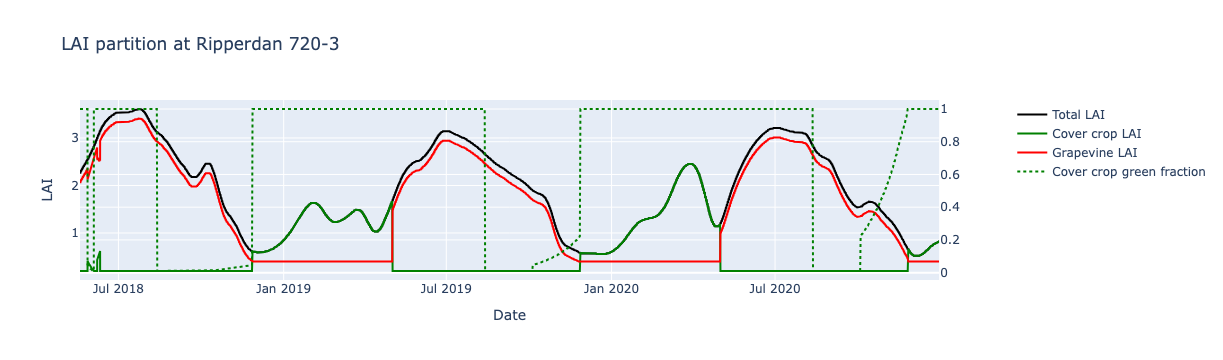 LAI partition at Ripperdan 720-3
LAI
3
2
1
1
0.8
0.6
0.4
0.2
0
Jul 2018
Jan 2019
Jul 2019
Jan 2020
Jul 2020
Date
Total LAI
Cover crop LAI
Grapevine LAI
Cover crop green fraction